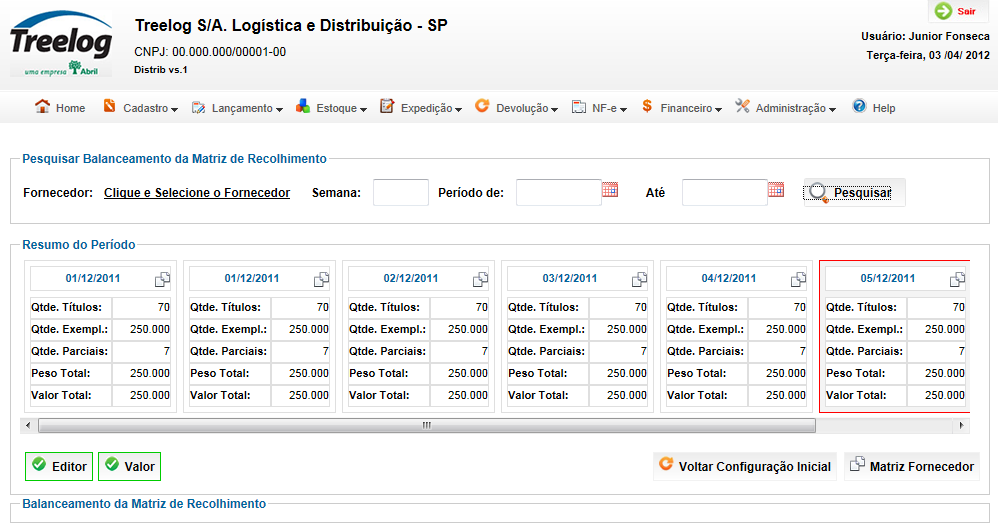 Treelog S/A. Logística e Distribuição - SP
CNPJ: 00.000.000/00001-00
Distrib vs.1
Treelog
uma empresa Abril
Sair
Usuário: Junior Fonseca
Terça-feira, 03 /04/ 2012
Home Cadastro Lançamento Estoque Expedição Devolução NF-e Financeiro Administração Help
Pesquisar Balanceamento da Matriz de Recolhimento
Fornecedor: Clique e Selecione o Fornecedor Semana: Período de: Até Pesquisar
Resumo do Período
01/12/2011 01/12/2011 02/12/2011 03/12/2011 04/12/2011 05/12/2011
Qtde. Títulos: 70 Qtde. Títulos: 70 Qtde. Títulos: 70 Qtde. Títulos: 70 Qtde. Títulos: 70 Qtde. Títulos: 70
Qtde. Exempl.: 250.000 Qtde. Exempl.: 250.000 Qtde. Exempl.: 250.000 Qtde. Exempl.: 250.000 Qtde. Exempl.: 250.000 Qtde. Exempl.: 250.000
Qtde. Parciais: 7 Qtde. Parciais: 7 Qtde. Parciais: 7 Qtde. Parciais: 7 Qtde. Parciais: 7 Qtde. Parciais: 7
Peso Total: 250.000 Peso Total: 250.000 Peso Total: 250.000 Peso Total: 250.000 Peso Total: 250.000 Peso Total: 250.000
Valor Total: 250.000 Valor Total: 250.000 Valor Total: 250.000 Valor Total: 250.000 Valor Total: 250.000 Valor Total: 250.000
Editor Valor Voltar Configuração Inicial Matriz Fornecedor
Balanceamento da Matriz de Recolhimento